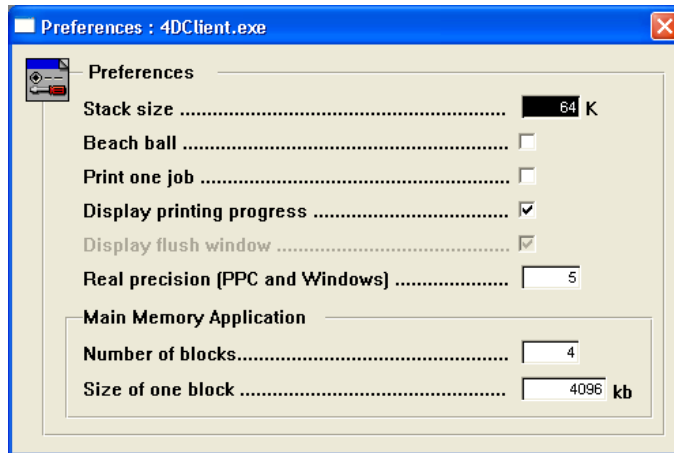 Preferences : 4DClient.exe
Preferences
Stack size ........................................................ 64 K
Beach ball ........................................................
Print one job .....................................................
Display printing progress .................................
Display flush window ........................................
Real precision (PPC and Windows) ................... 5
Main Memory Application
Number of blocks.............................................. 4
Size of one block ............................................. 4096 kb